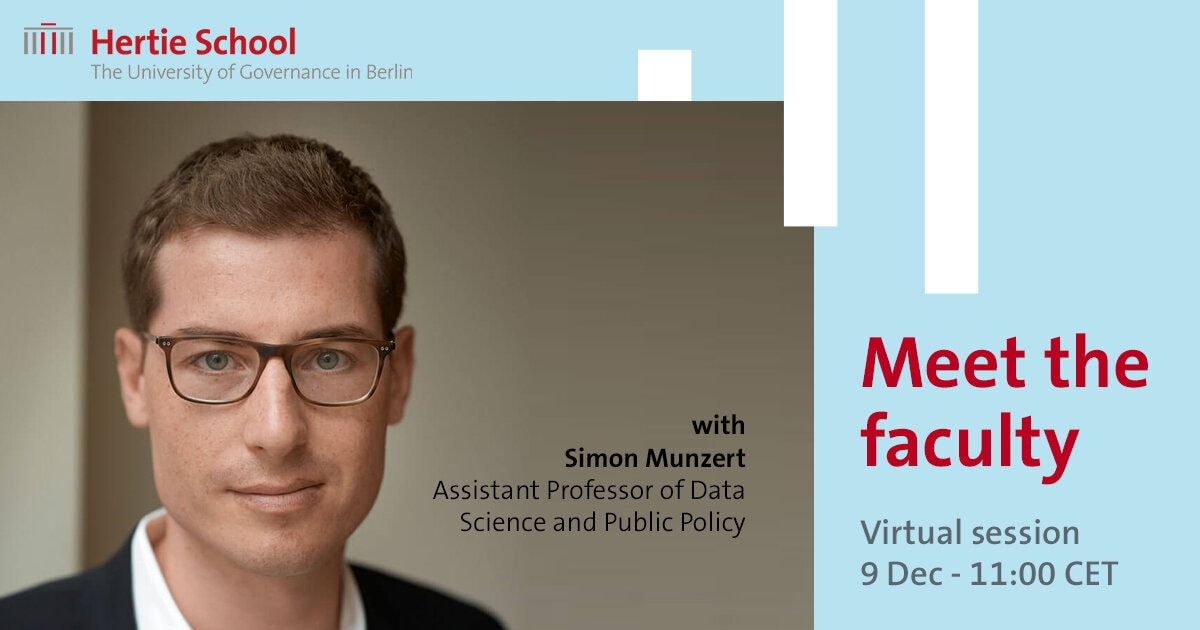 Hertie School
The University of Governance in Berlin
with
Simon Munzert
Assistant Professor of Data
Science and Public Policy
Meet the
faculty
Virtual session
9 Dec - 11:00 CET